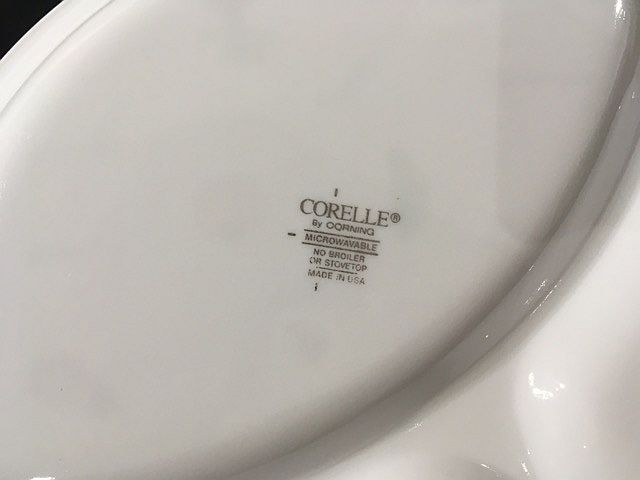 CORELLE®
By CORNING
MICROWAVABLE
NO BROILER
OR STOVETOP
MADE IN USA